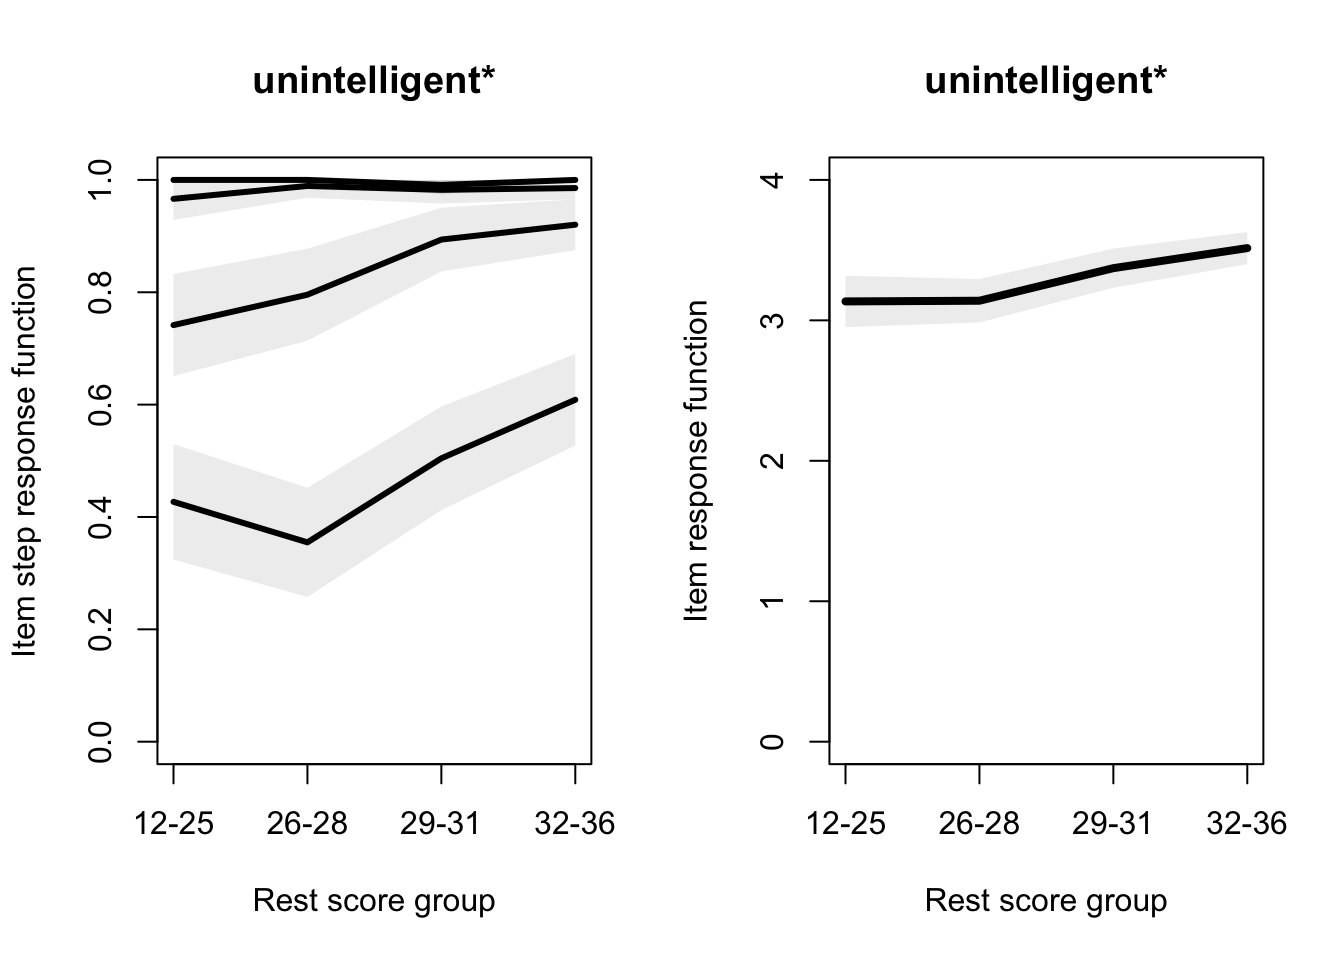 unintelligent*
Item step response function
1.0
0.8
0.6
0.4
0.2
0.0
12-25 26-28 29-31 32-36
Rest score group
unintelligent*
Item response function
4
3
2
1
0
12-25 26-28 29-31 32-36
Rest score group